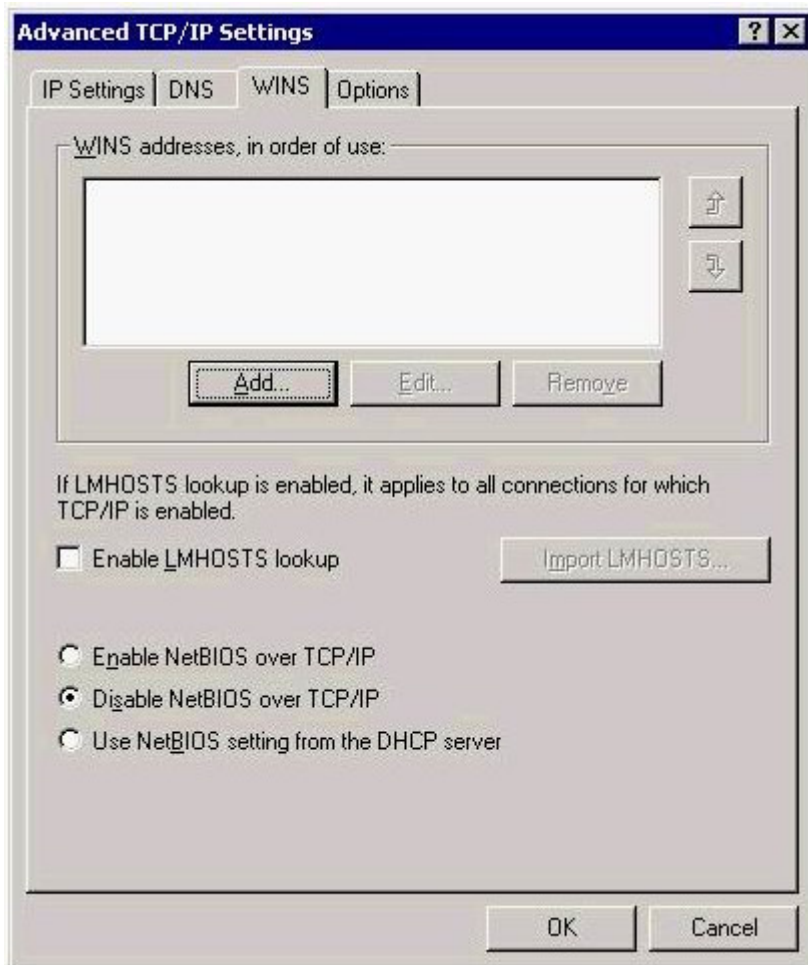 Advanced TCP/IP Settings
IP Settings DNS WINS Options
WINS addresses, in order of use:
Add... Edit... Remove
If LMHOSTS lookup is enabled, it applies to all connections for which
TCP/IP is enabled.
Enable LMHOSTS lookup Import LMHOSTS...
Enable NetBIOS over TCP/IP
Disable NetBIOS over TCP/IP
Use NetBIOS setting from the DHCP server
OK Cancel